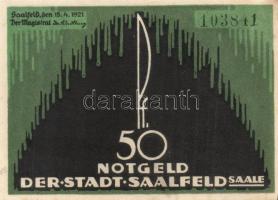 Saalfeld, den 15.4.1921
Der Magistrat
103841
darabanth
50
NOTGELD
DER·STADT·SAALFELD SAALE